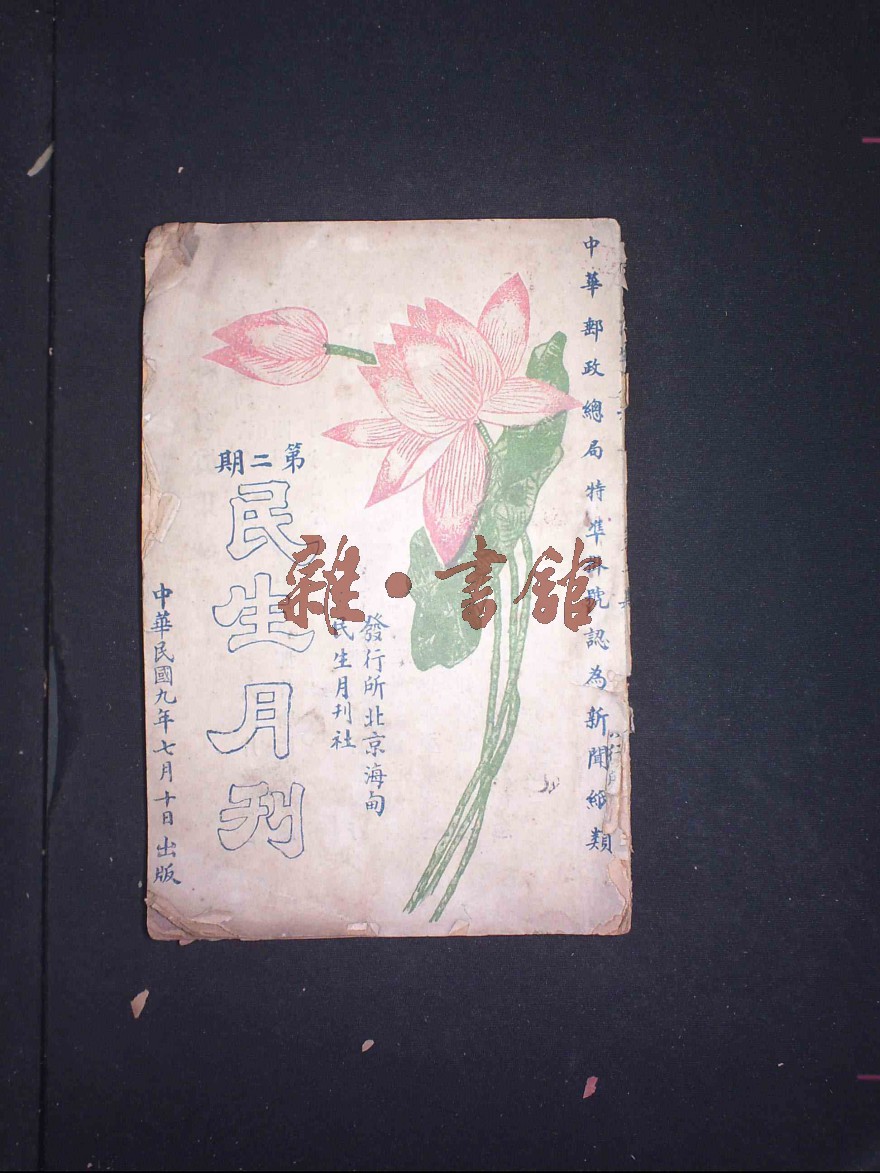 中華郵政總局特準掛號認為新聞紙類
第二期
民生月刊
發行所北京海甸
民生月刊社
中華民國九年七月十日出版
雜·書館